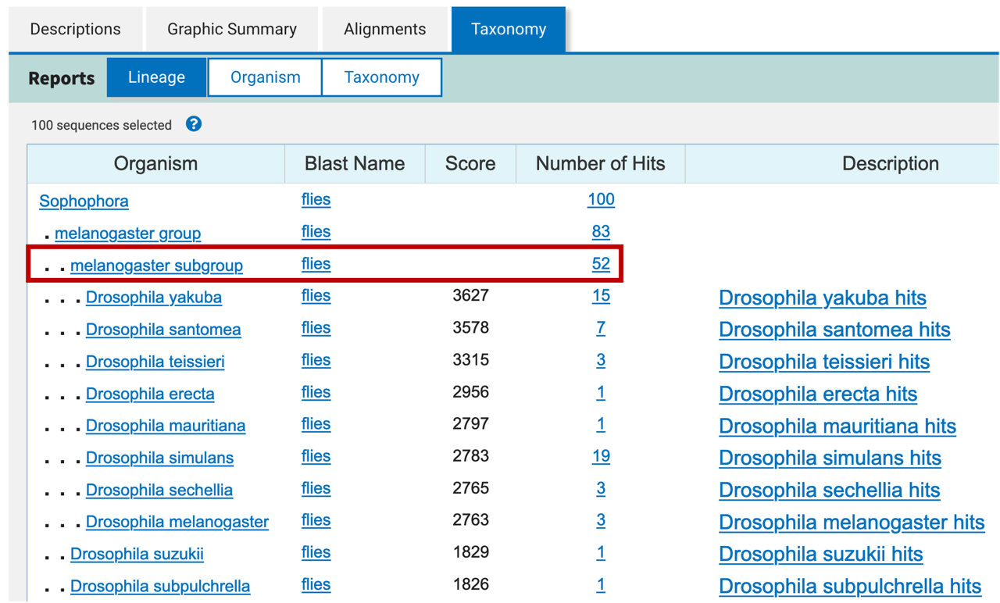 Descriptions Graphic Summary Alignments Taxonomy
Reports Lineage Organism Taxonomy
100 sequences selected ?
Organism Blast Name Score Number of Hits Description
Sophophora flies 100
. melanogaster group flies 83
. . melanogaster subgroup flies 52
. . . Drosophila yakuba flies 3627 15 Drosophila yakuba hits
. . . Drosophila santomea flies 3578 7 Drosophila santomea hits
. . . Drosophila teissieri flies 3315 3 Drosophila teissieri hits
. . . Drosophila erecta flies 2956 1 Drosophila erecta hits
. . . Drosophila mauritiana flies 2797 1 Drosophila mauritiana hits
. . . Drosophila simulans flies 2783 19 Drosophila simulans hits
. . . Drosophila sechellia flies 2765 3 Drosophila sechellia hits
. . . Drosophila melanogaster flies 2763 3 Drosophila melanogaster hits
. . Drosophila suzukii flies 1829 1 Drosophila suzukii hits
. . Drosophila subpulchrella flies 1826 1 Drosophila subpulchrella hits